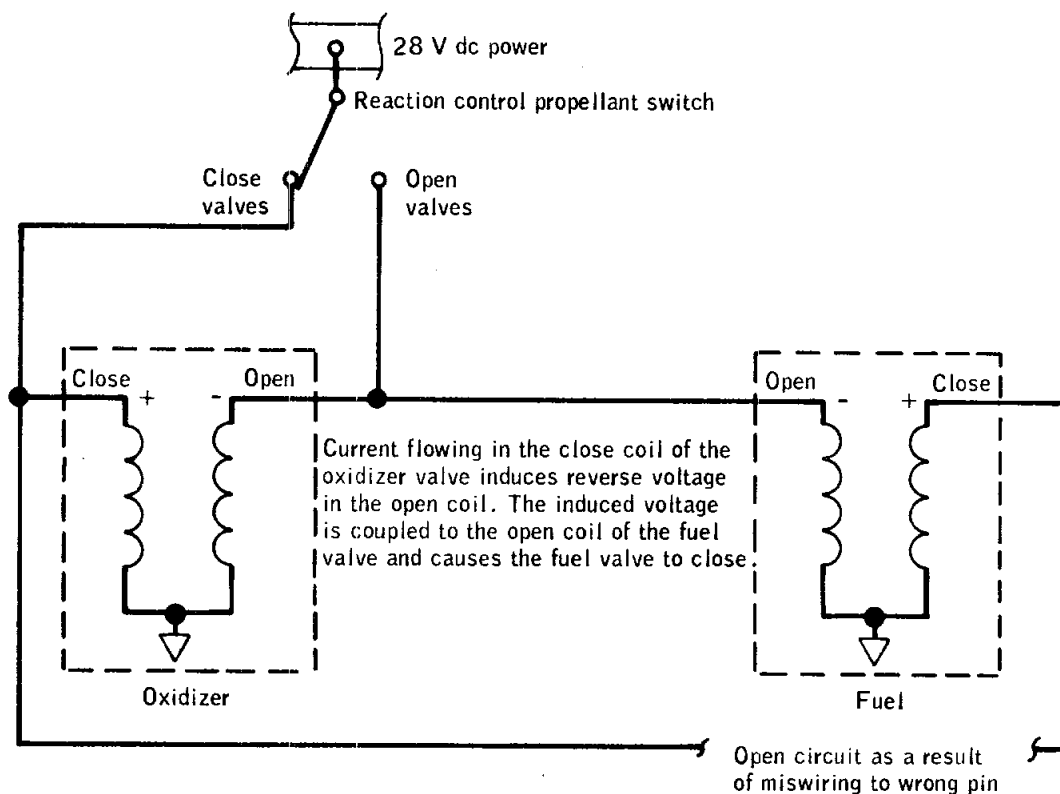 28 V dc power
Reaction control propellant switch
Close
valves
Open
valves
Close
+
-
Open
Open
-
+
Close
Current flowing in the close coil of the
oxidizer valve induces reverse voltage
in the open coil. The induced voltage
is coupled to the open coil of the fuel
valve and causes the fuel valve to close.
Oxidizer
Fuel
Open circuit as a result
of miswiring to wrong pin